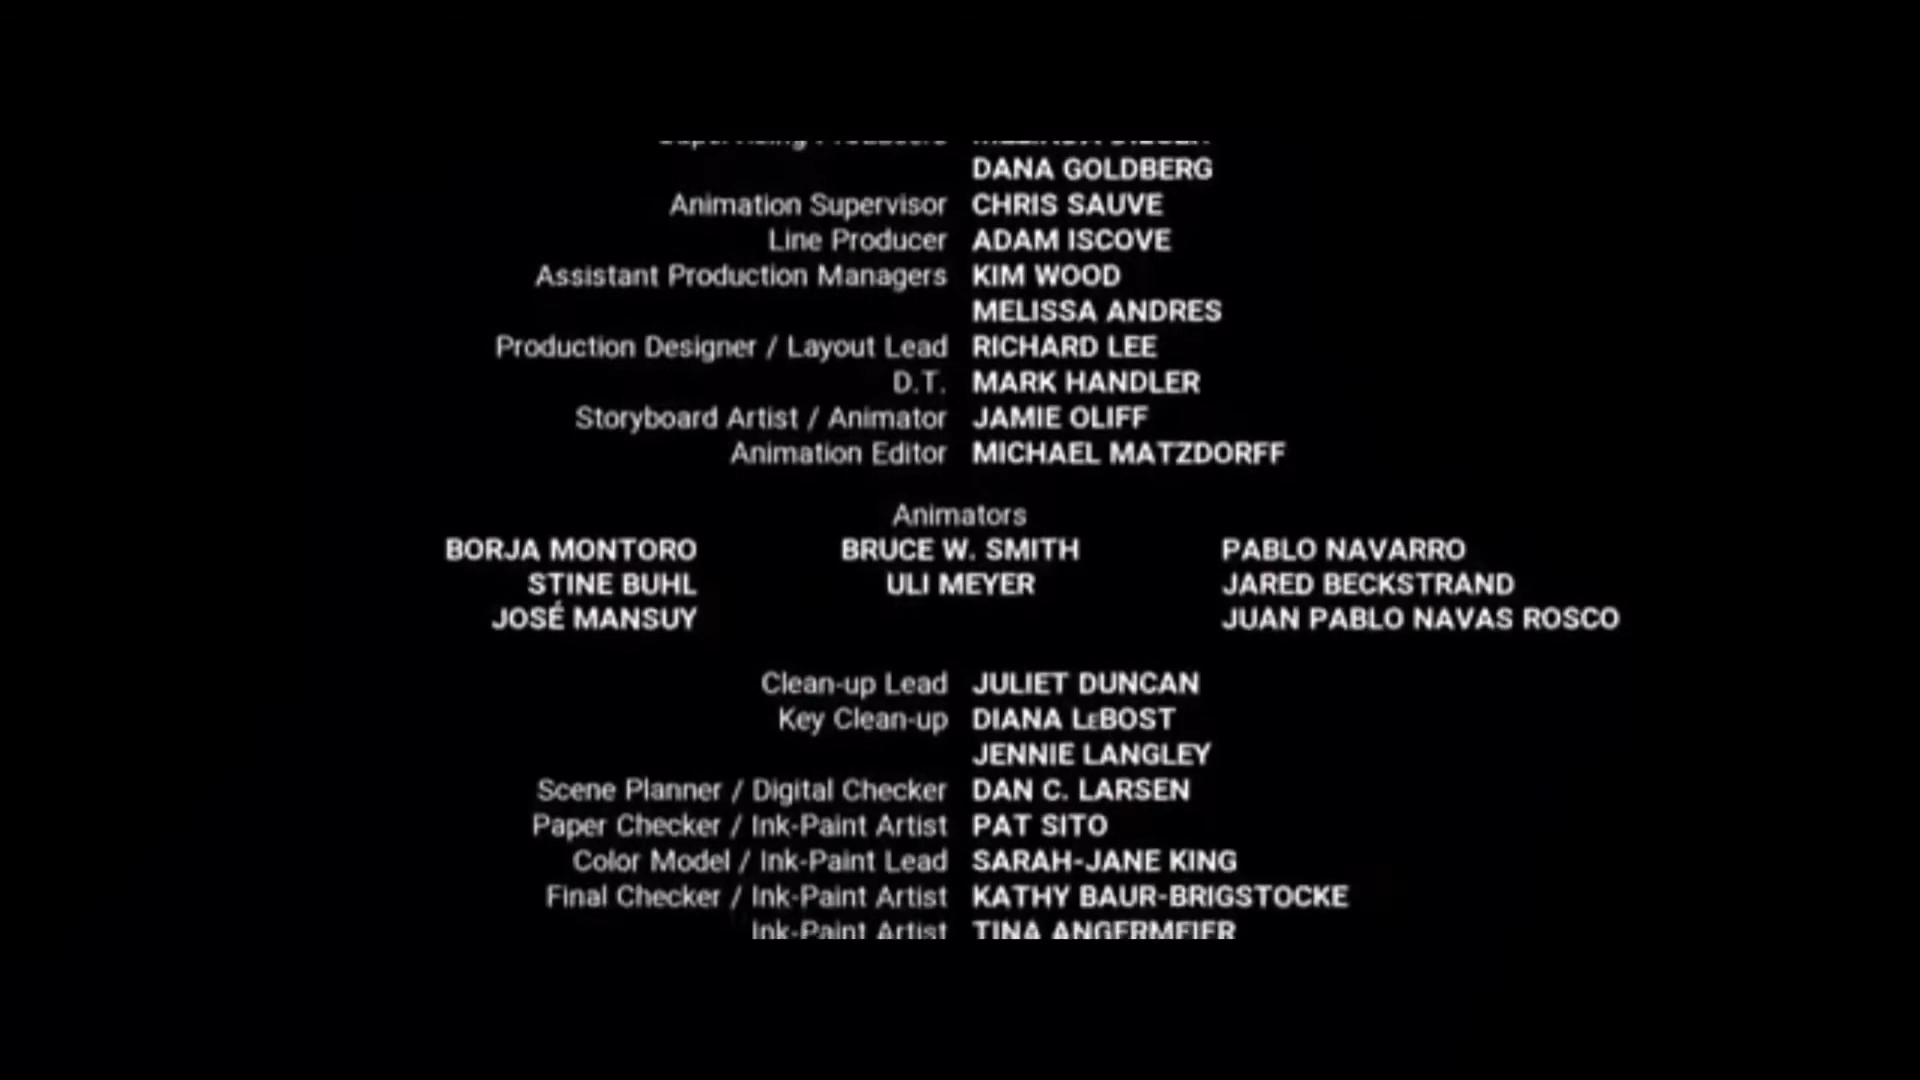 Supervising Producers
DANA GOLDBERG
Animation Supervisor CHRIS SAUVE
Line Producer ADAM ISCOVE
Assistant Production Managers KIM WOOD
MELISSA ANDRES
Production Designer / Layout Lead RICHARD LEE
D.T. MARK HANDLER
Storyboard Artist / Animator JAMIE OLIFF
Animation Editor MICHAEL MATZDORFF
Animators
BORJA MONTORO BRUCE W. SMITH PABLO NAVARRO
STINE BUHL ULI MEYER JARED BECKSTRAND
JOSÉ MANSUY JUAN PABLO NAVAS ROSCO
Clean-up Lead JULIET DUNCAN
Key Clean-up DIANA LEBOST
JENNIE LANGLEY
Scene Planner / Digital Checker DAN C. LARSEN
Paper Checker / Ink-Paint Artist PAT SITO
Color Model / Ink-Paint Lead SARAH-JANE KING
Final Checker / Ink-Paint Artist KATHY BAUR-BRIGSTOCKE
Ink-Paint Artist TINA ANGERMEIER